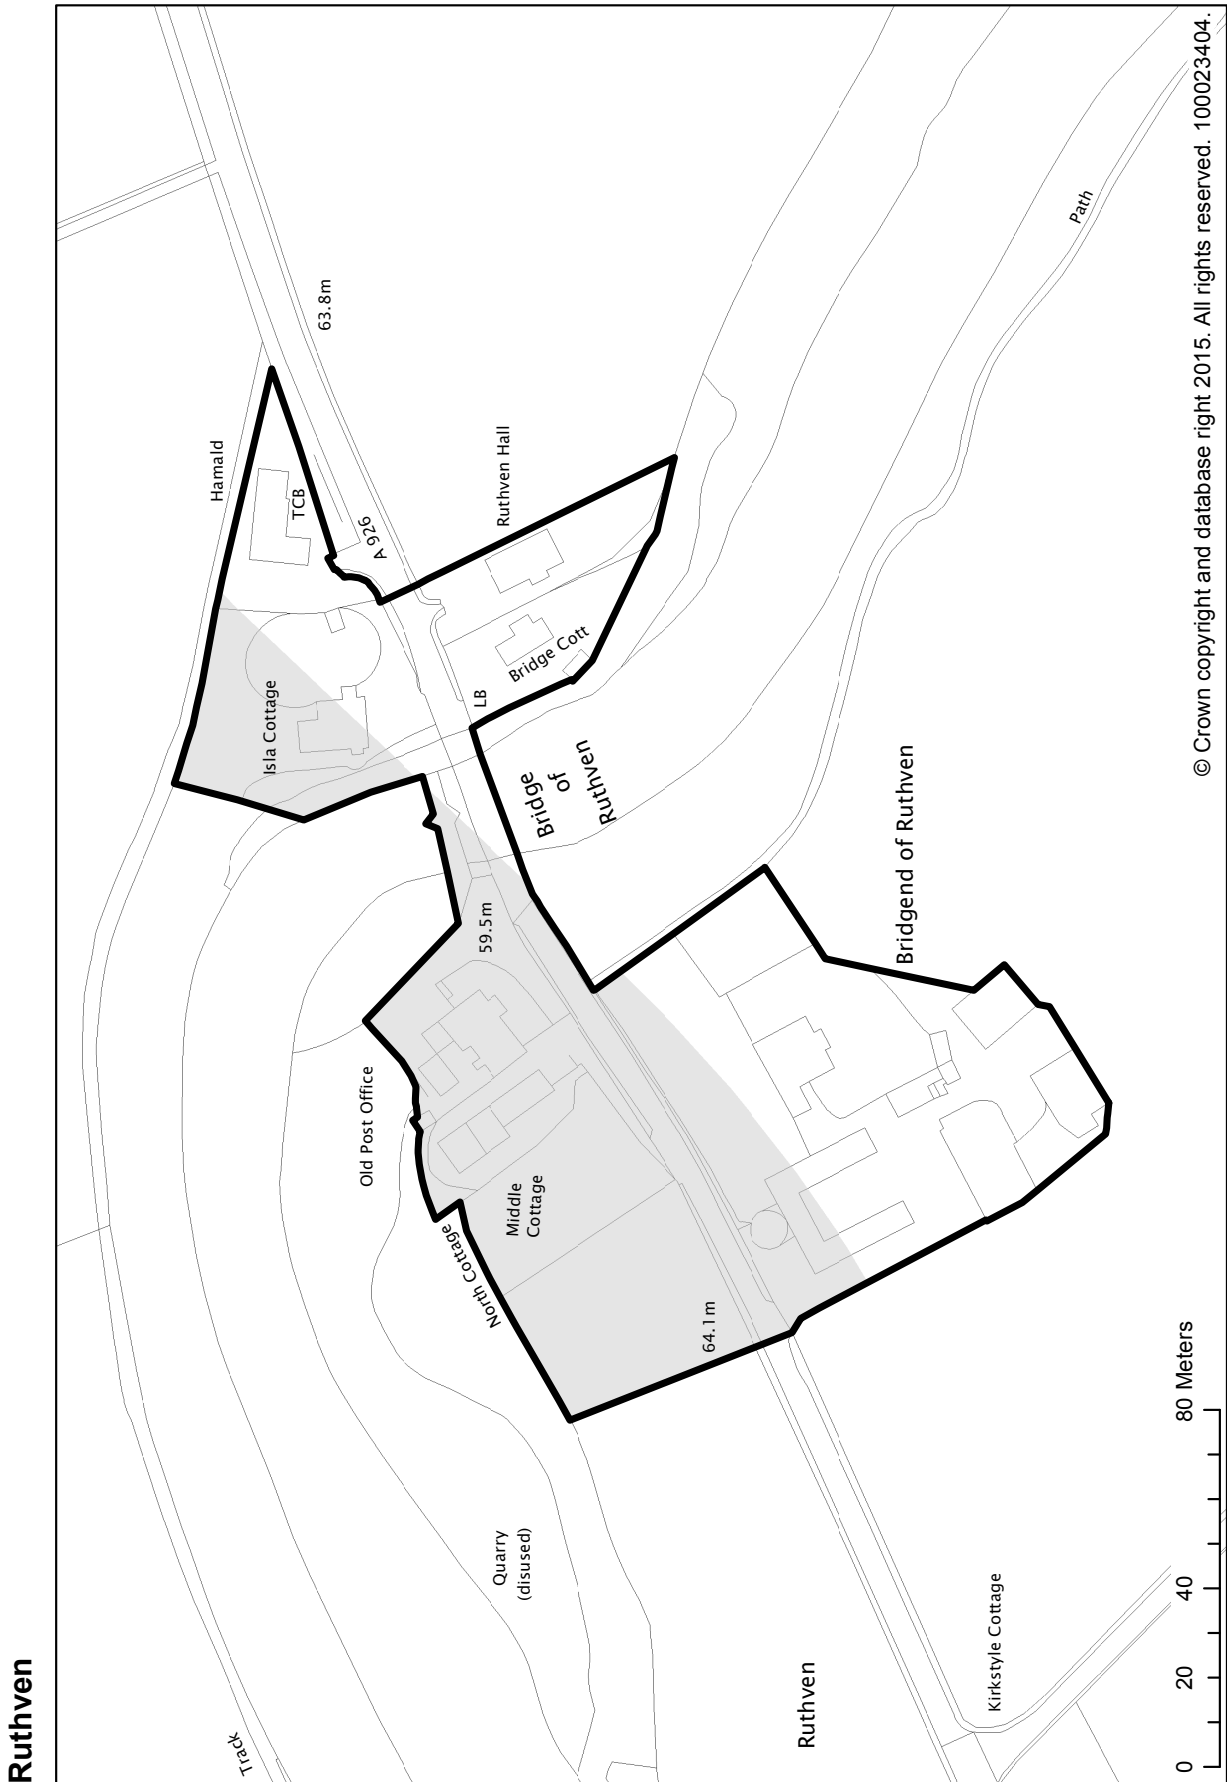 Ruthven
Track
Hamald
TCB
63.8m
A 926
Isla Cottage
Ruthven Hall
Bridge Cott
LB
Bridge
of
Ruthven
59.5m
Old Post Office
Middle
Cottage
North Cottage
64.1m
Bridgend of Ruthven
Path
Quarry
(disused)
Ruthven
Kirkstyle Cottage
0 20 40 80 Meters
© Crown copyright and database right 2015. All rights reserved. 100023404.